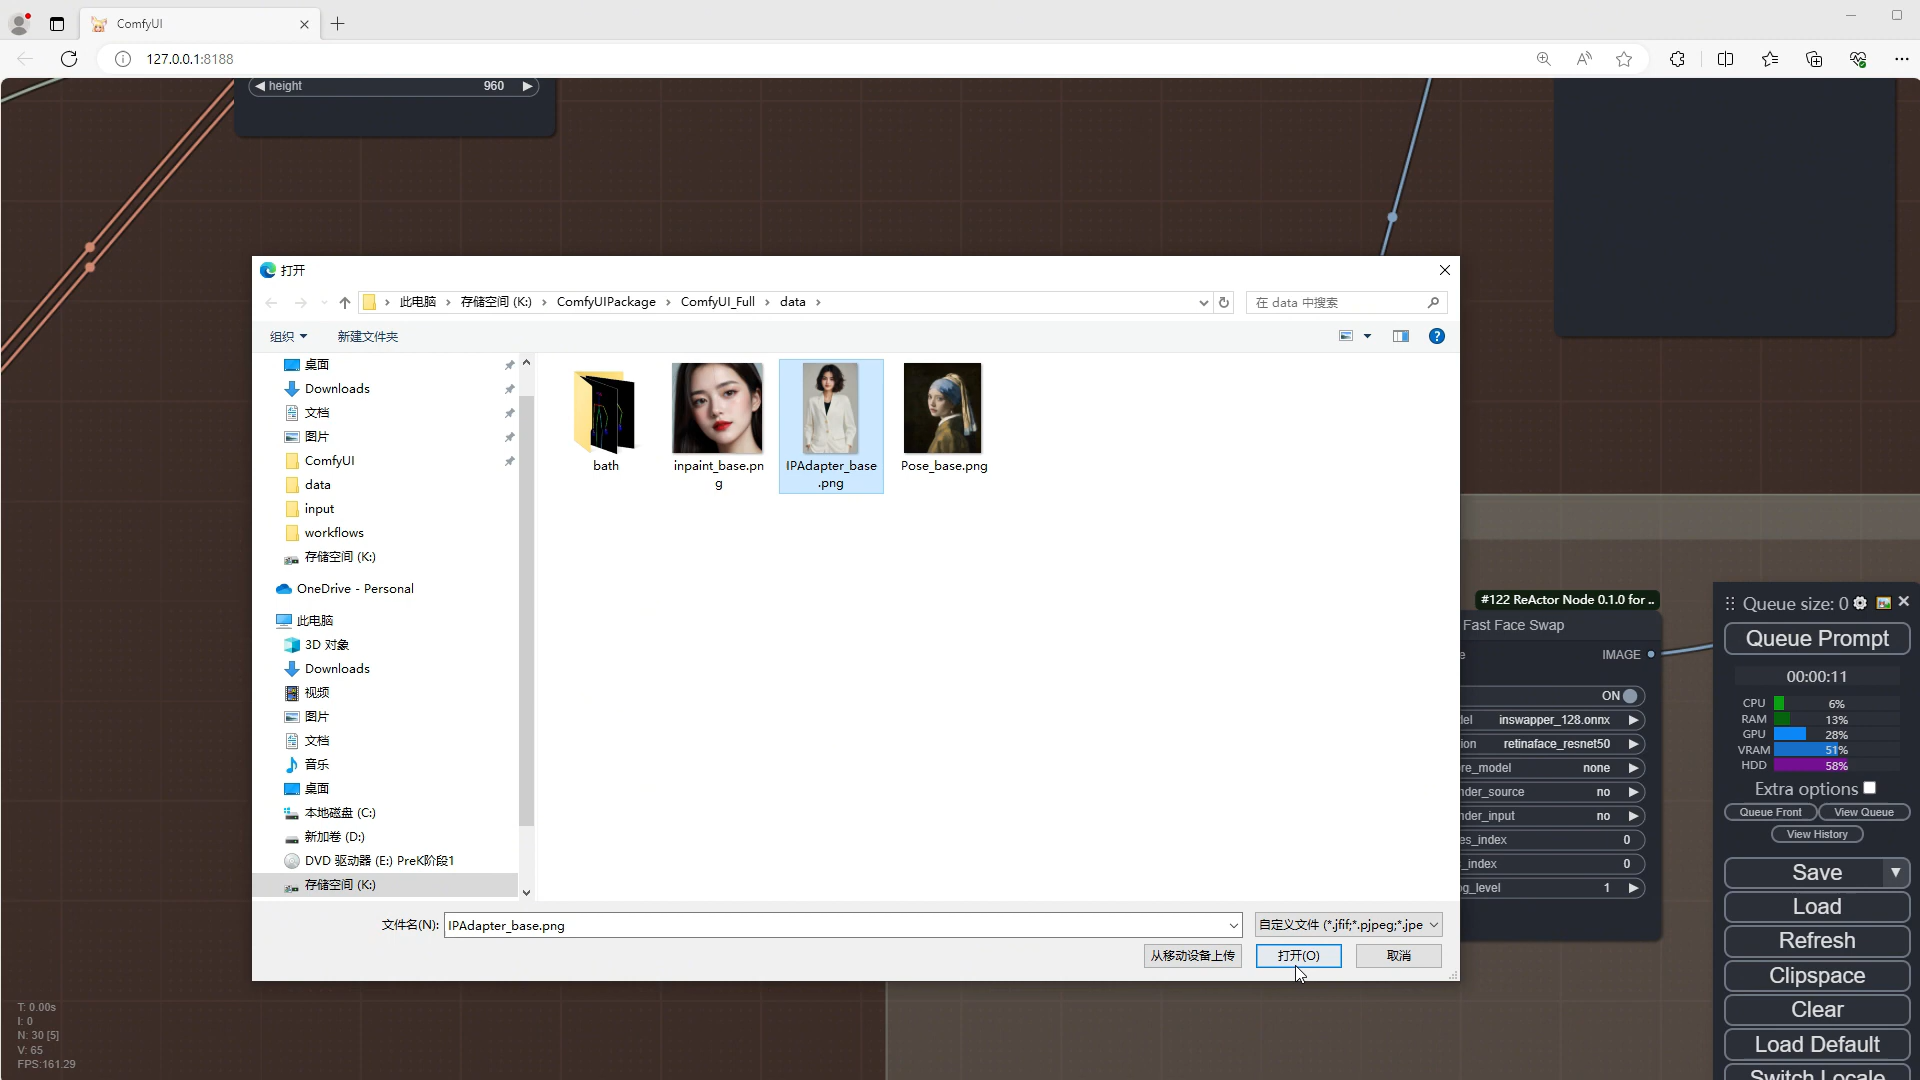 ComfyUI
127.0.0.1:8188
height 960
打开
此电脑 › 存储空间 (K:) › ComfyUIPackage › ComfyUI_Full › data ›
在 data 中搜索
组织
新建文件夹
桌面
Downloads
文档
图片
ComfyUI
data
input
workflows
存储空间 (K:)
OneDrive - Personal
此电脑
3D 对象
Downloads
视频
图片
文档
音乐
桌面
本地磁盘 (C:)
新加卷 (D:)
DVD 驱动器 (E:) PreK阶段1
存储空间 (K:)
bath
inpaint_base.pn
g
IPAdapter_base
.png
Pose_base.png
文件名(N):
IPAdapter_base.png
自定义文件 (*.jfif;*.pjpeg;*.jpe
从移动设备上传
打开(O)
取消
#122 ReActor Node 0.1.0 for ..
Fast Face Swap
IMAGE
ON
inswapper_128.onnx
retinaface_resnet50
re_model none
nder_source no
nder_input no
es_index 0
_index 0
1
Queue size: 0
Queue Prompt
00:00:11
CPU 6%
RAM 13%
GPU 28%
VRAM 51%
HDD 58%
Extra options
Queue Front
View Queue
View History
Save
Load
Refresh
Clipspace
Clear
Load Default
Switch Locale
T: 0.00s
I: 0
N: 30 [5]
V: 65
FPS:161.29